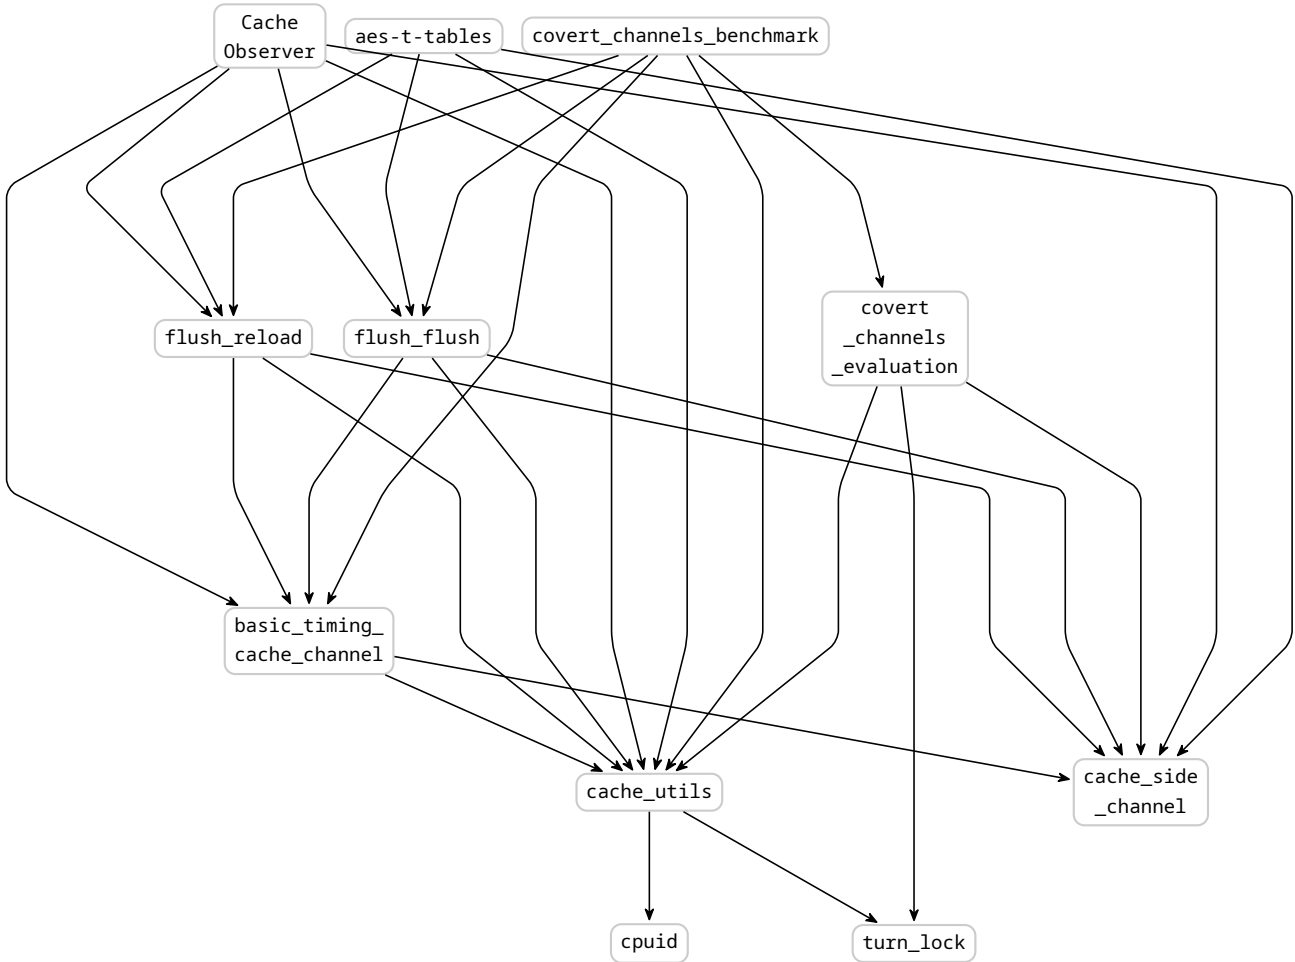 Cache
Observer
aes-t-tables
covert_channels_benchmark
flush_reload
flush_flush
covert
_channels
_evaluation
basic_timing_
cache_channel
cache_utils
cache_side
_channel
cpuid
turn_lock